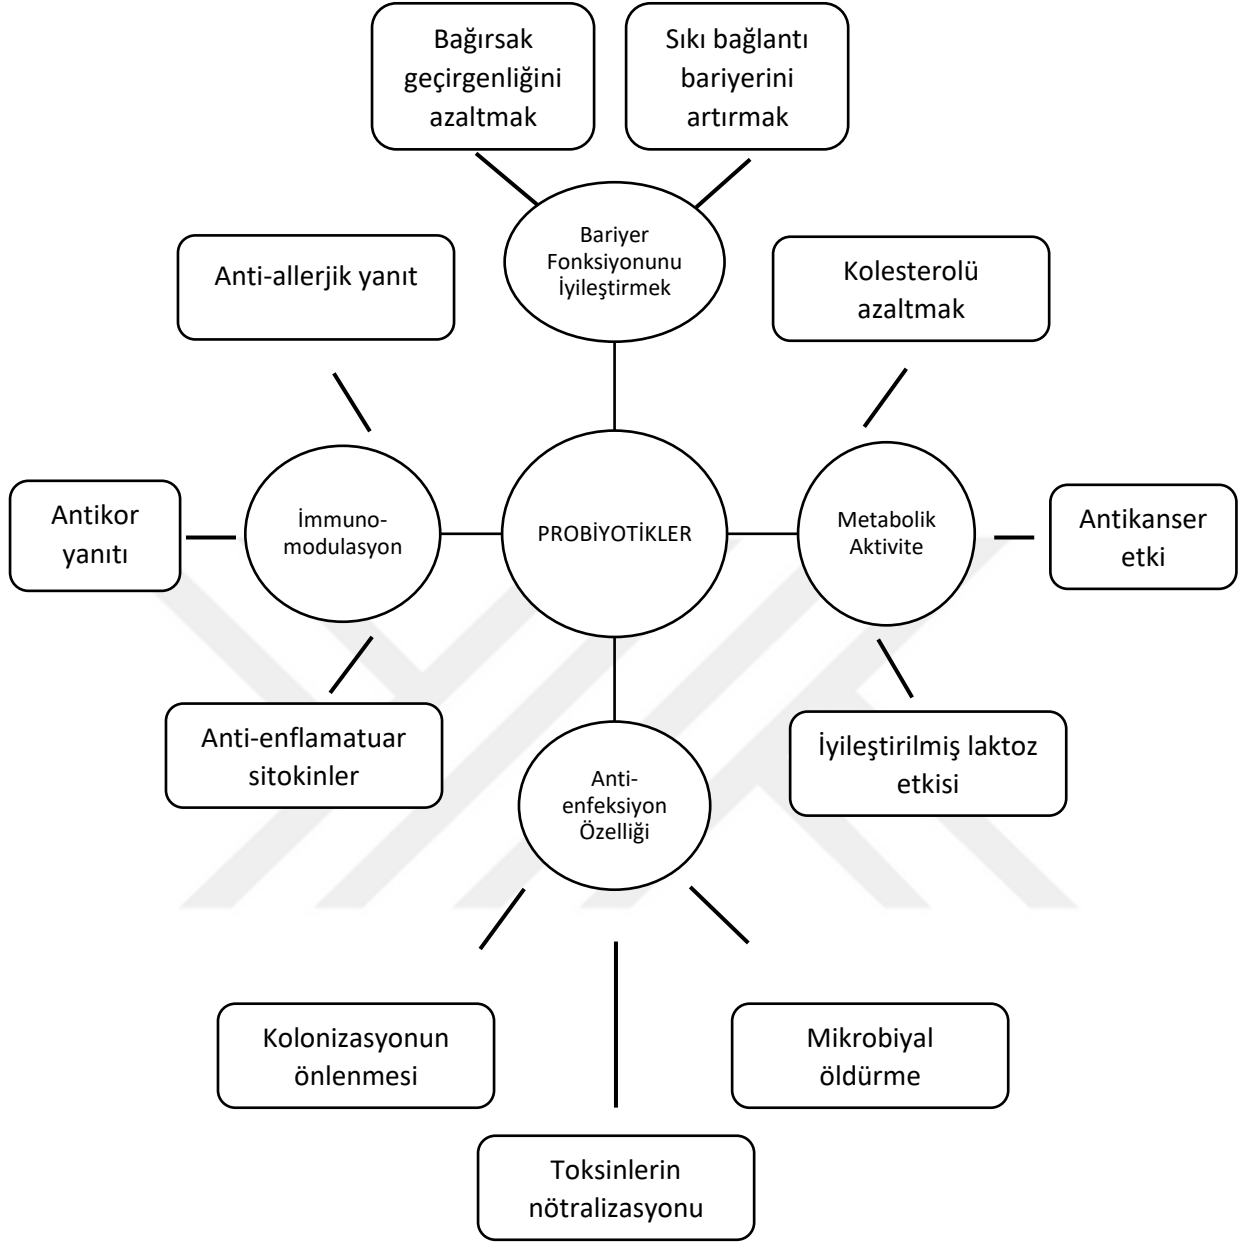 Bağırsak
geçirgenliğini
azaltmak
Sıkı bağlantı
bariyerini
artırmak
Bariyer
Fonksiyonunu
İyileştirmek
Anti-allerjik yanıt
Kolesterolü
azaltmak
Antikor
yanıtı
İmmuno-
modulasyon
PROBİYOTİKLER
Metabolik
Aktivite
Antikanser
etki
Anti-enflamatuar
sitokinler
Anti-
enfeksiyon
Özelliği
İyileştirilmiş laktoz
etkisi
Kolonizasyonun
önlenmesi
Mikrobiyal
öldürme
Toksinlerin
nötralizasyonu